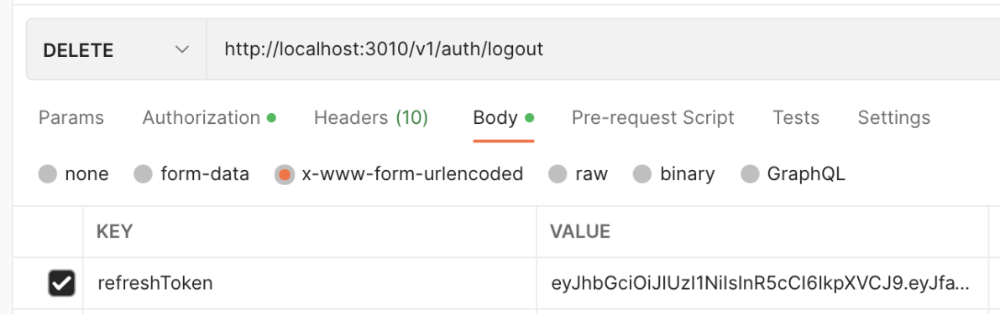 DELETE http://localhost:3010/v1/auth/logout
Params Authorization Headers (10) Body Pre-request Script Tests Settings
none form-data x-www-form-urlencoded raw binary GraphQL
KEY VALUE
refreshToken eyJhbGciOiJIUzI1NiIsInR5cCI6IkpXVCJ9.eyJfa...